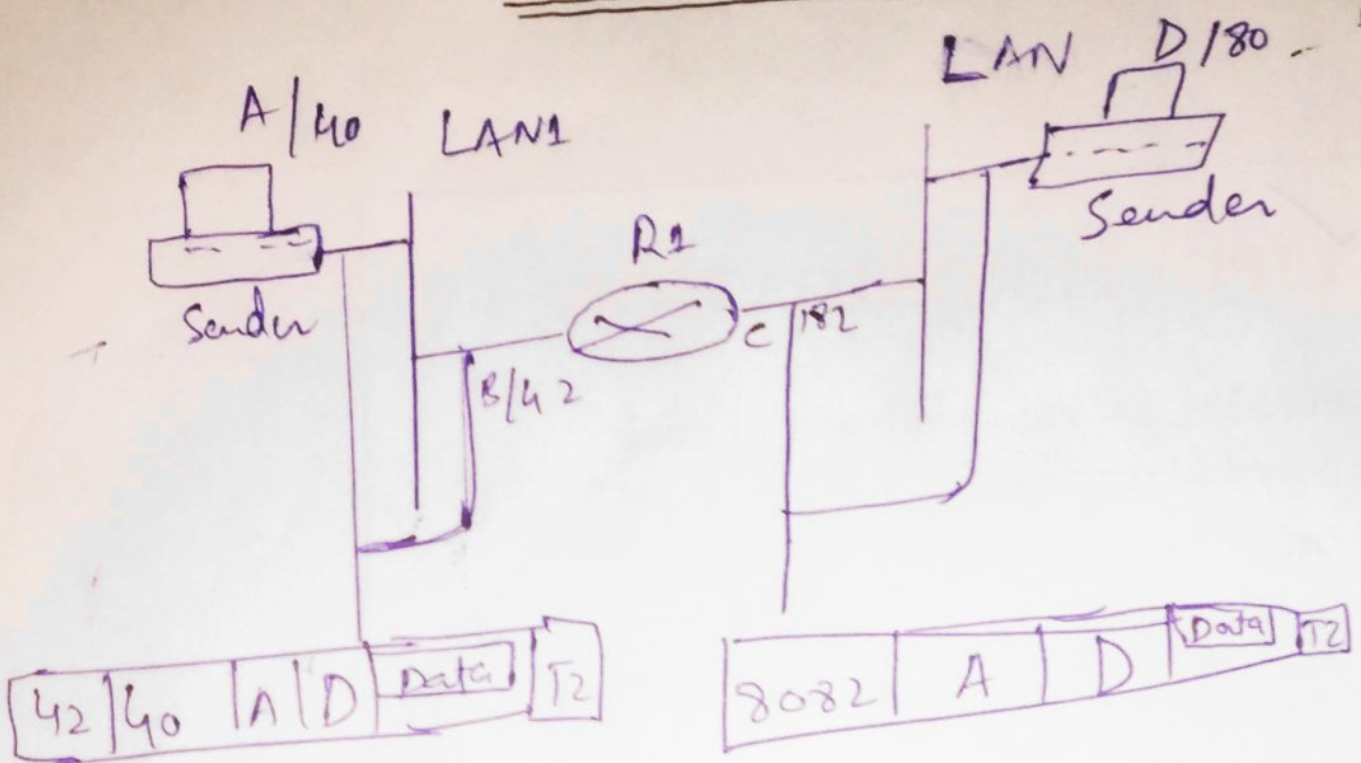 A/40 LAN1
LAN D/80
Sender
Sender
R1
B/42
C/82
42 40 A D Data T2
8082 A D Data T2